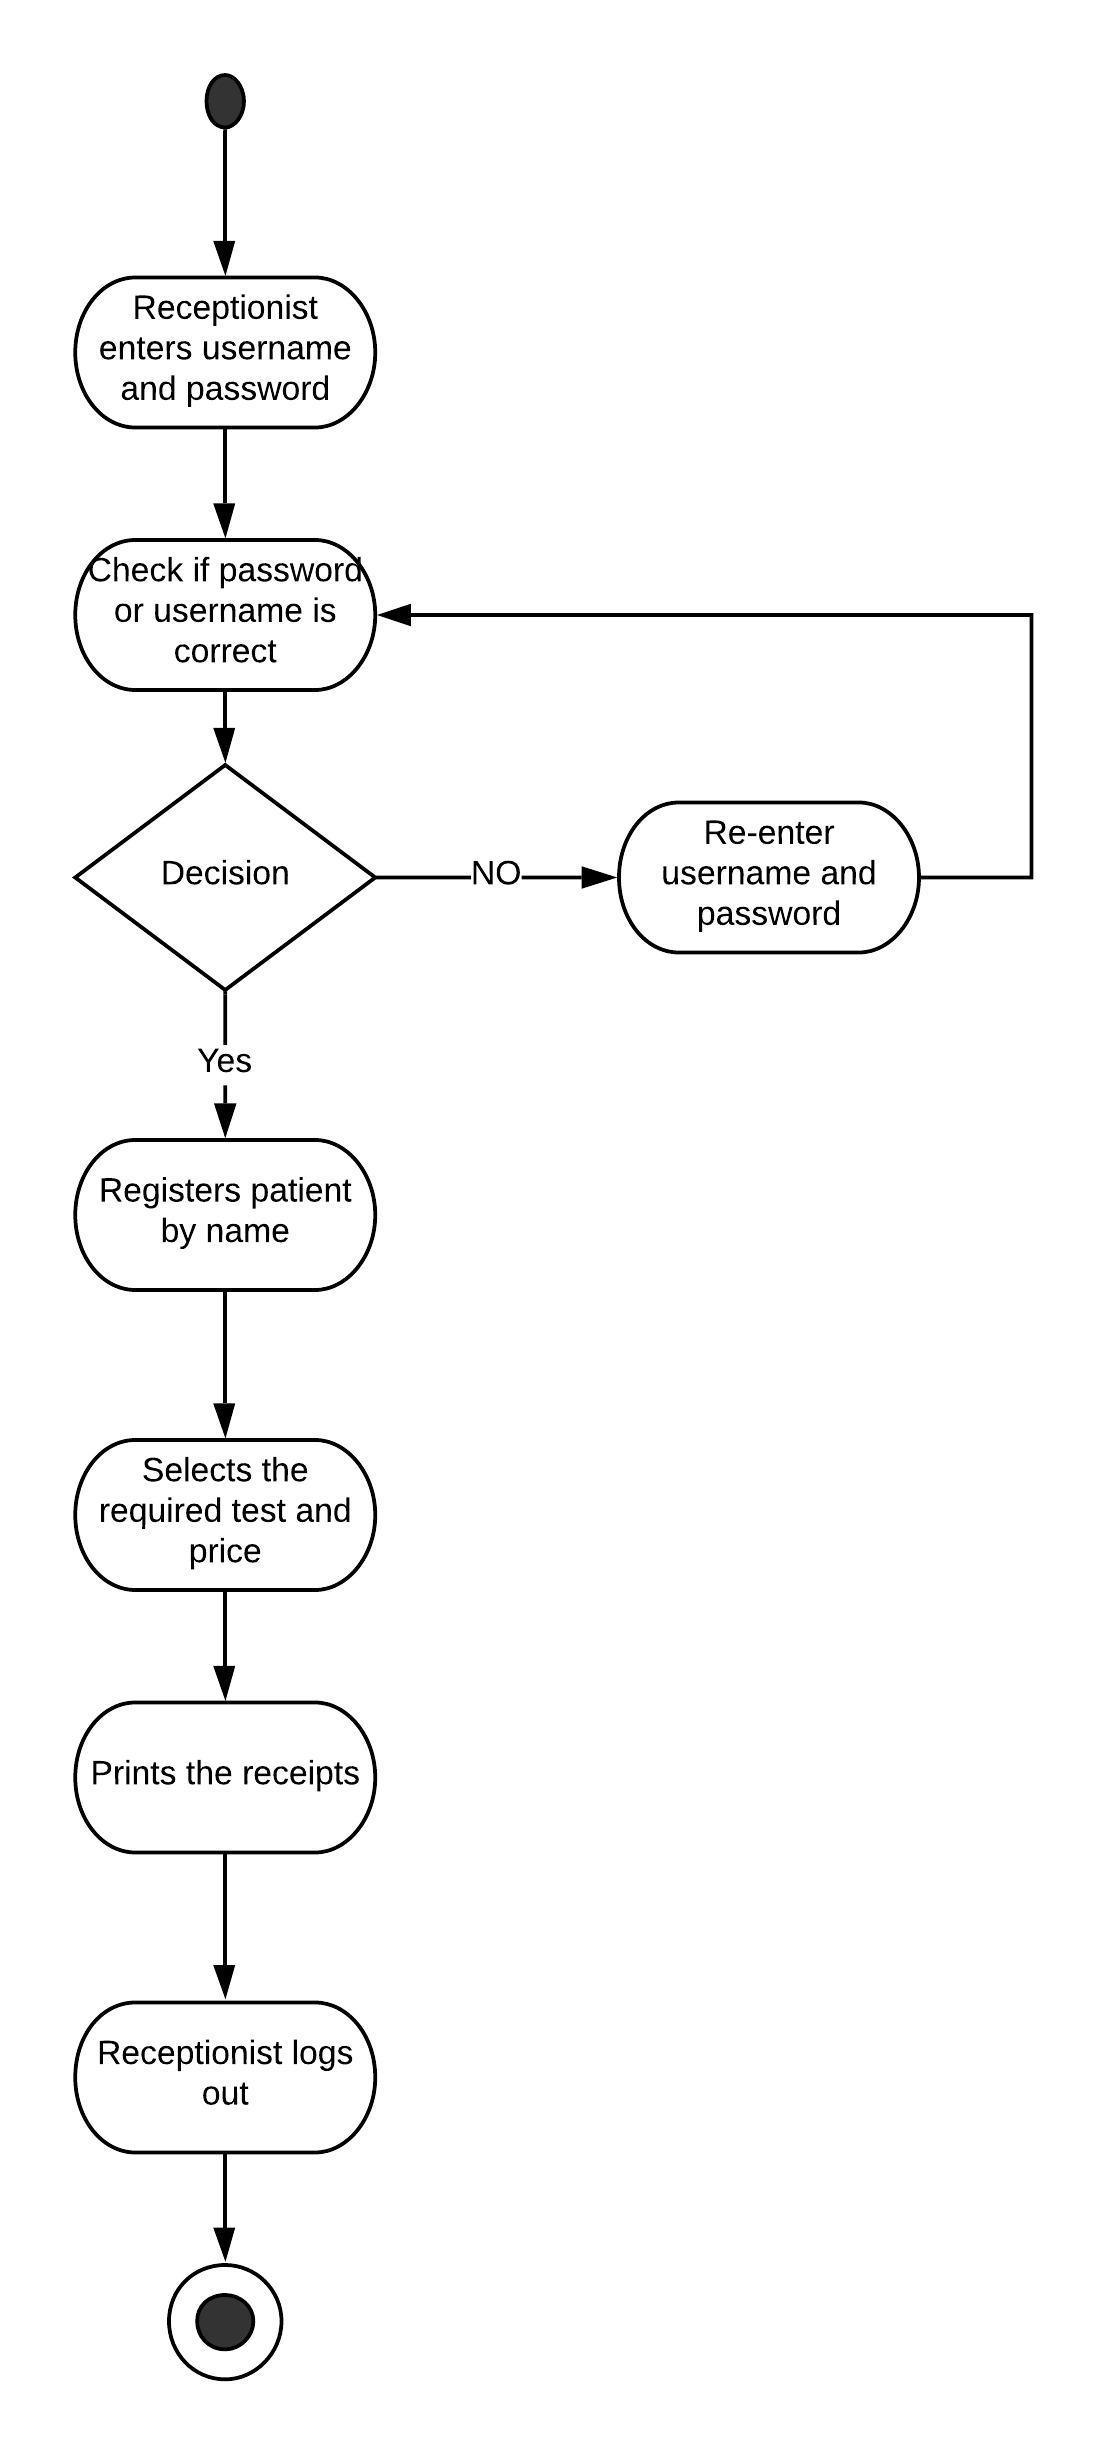 Receptionist
enters username
and password
Check if password
or username is
correct
Decision
NO
Re-enter
username and
password
Yes
Registers patient
by name
Selects the
required test and
price
Prints the receipts
Receptionist logs
out